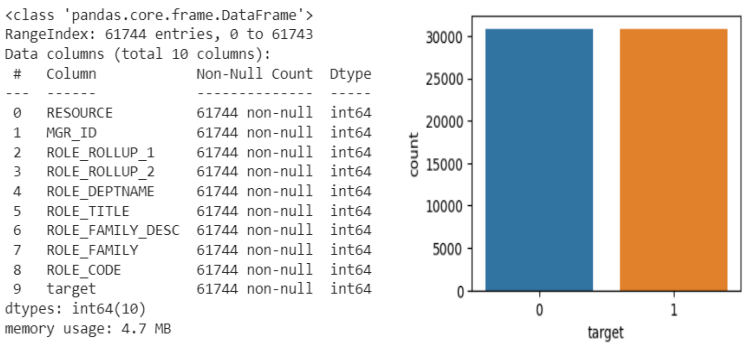 <class 'pandas.core.frame.DataFrame'>
RangeIndex: 61744 entries, 0 to 61743
Data columns (total 10 columns):
 #   Column            Non-Null Count  Dtype
---  ------            --------------  -----
 0   RESOURCE          61744 non-null  int64
 1   MGR_ID            61744 non-null  int64
 2   ROLE_ROLLUP_1     61744 non-null  int64
 3   ROLE_ROLLUP_2     61744 non-null  int64
 4   ROLE_DEPTNAME     61744 non-null  int64
 5   ROLE_TITLE        61744 non-null  int64
 6   ROLE_FAMILY_DESC  61744 non-null  int64
 7   ROLE_FAMILY       61744 non-null  int64
 8   ROLE_CODE         61744 non-null  int64
 9   target            61744 non-null  int64
dtypes: int64(10)
memory usage: 4.7 MB
count
30000
25000
20000
15000
10000
5000
0
0 1
target